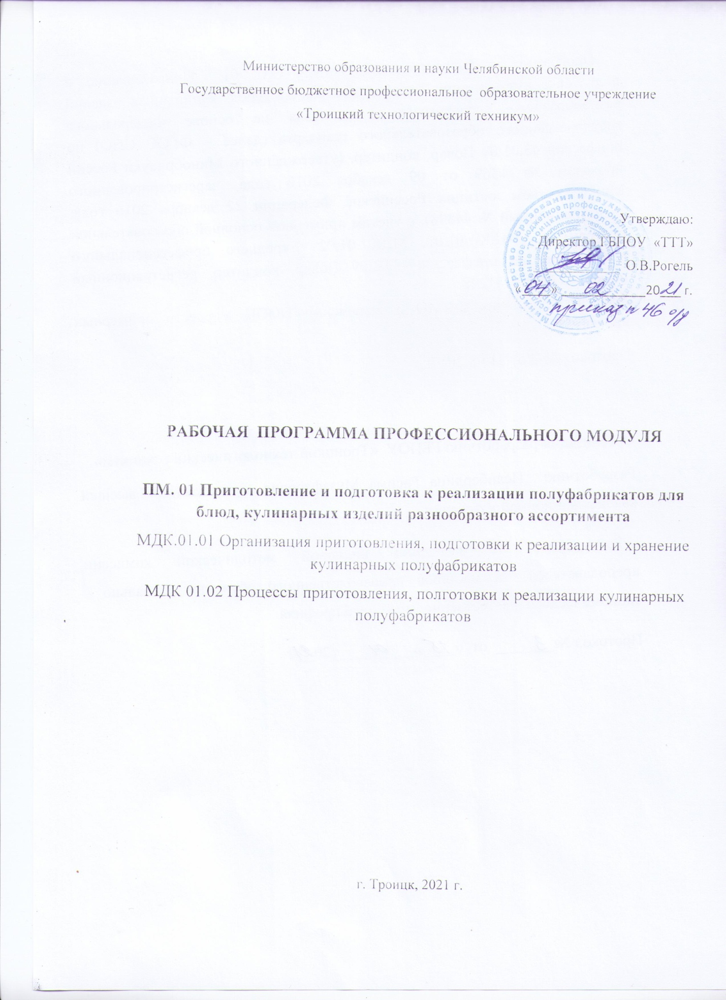 Министерство образования и науки Челябинской области
Государственное бюджетное профессиональное образовательное учреждение
«Троицкий технологический техникум»
Утверждаю:
Директор ГБПОУ «ТТТ»
О.В.Рогель
«04» 02 2021 г.
приказ п 46 о/д
РАБОЧАЯ ПРОГРАММА ПРОФЕССИОНАЛЬНОГО МОДУЛЯ
ПМ. 01 Приготовление и подготовка к реализации полуфабрикатов для
блюд, кулинарных изделий разнообразного ассортимента
МДК.01.01 Организация приготовления, подготовки к реализации и хранение
кулинарных полуфабрикатов
МДК 01.02 Процессы приготовления, полготовки к реализации кулинарных
полуфабрикатов
г. Троицк, 2021 г.